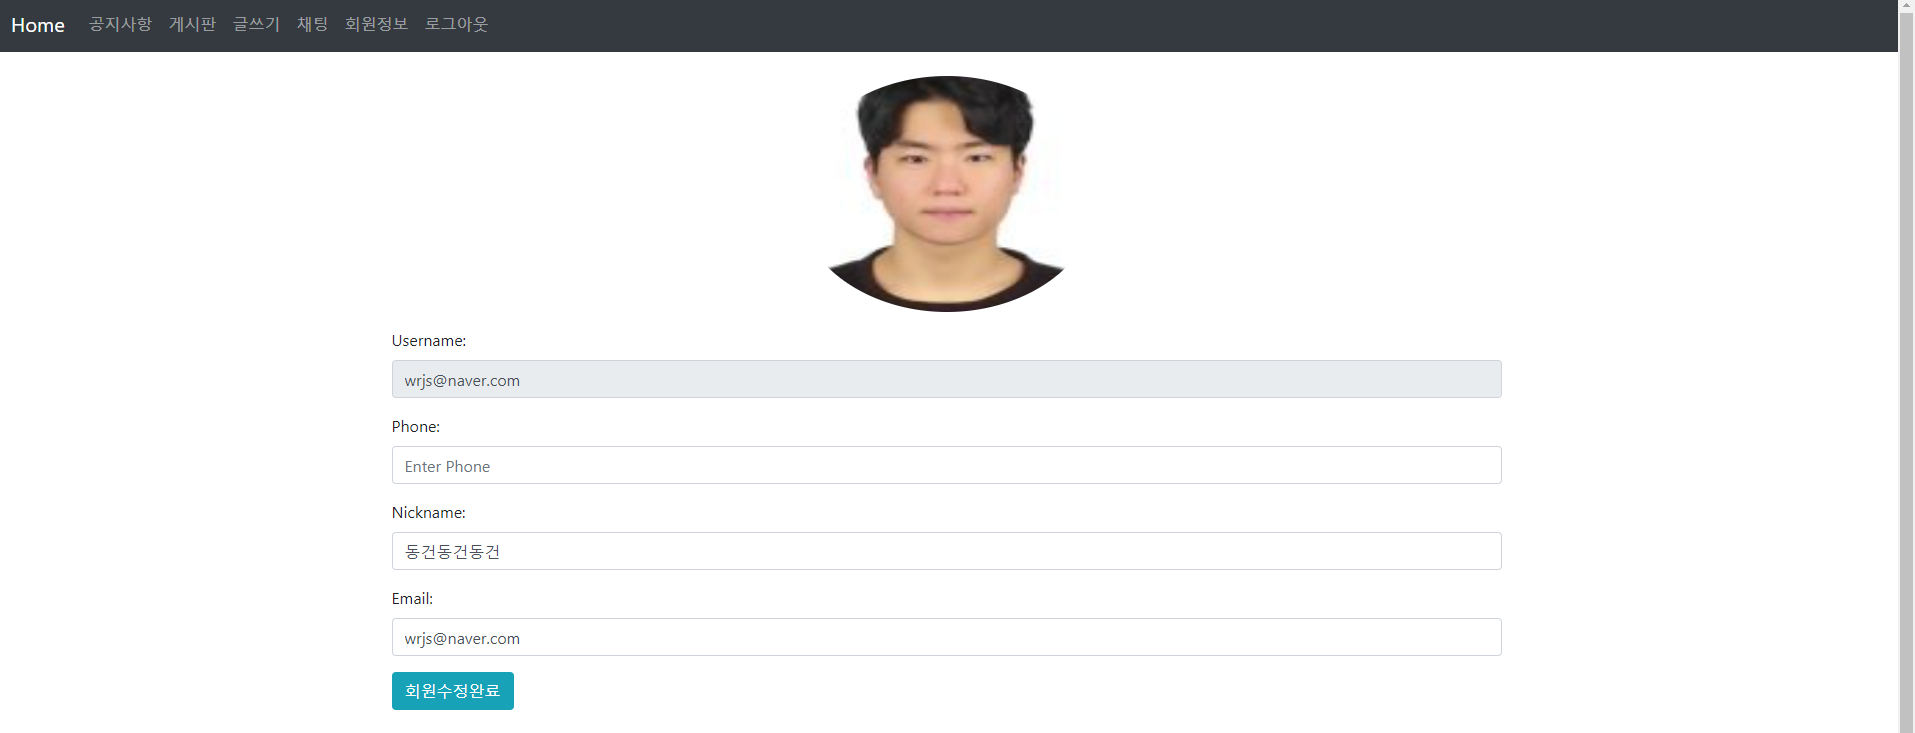 Home 공지사항 게시판 글쓰기 채팅 회원정보 로그아웃
Username:
wrjs@naver.com
Phone:
Enter Phone
Nickname:
동건동건동건
Email:
wrjs@naver.com
회원수정완료